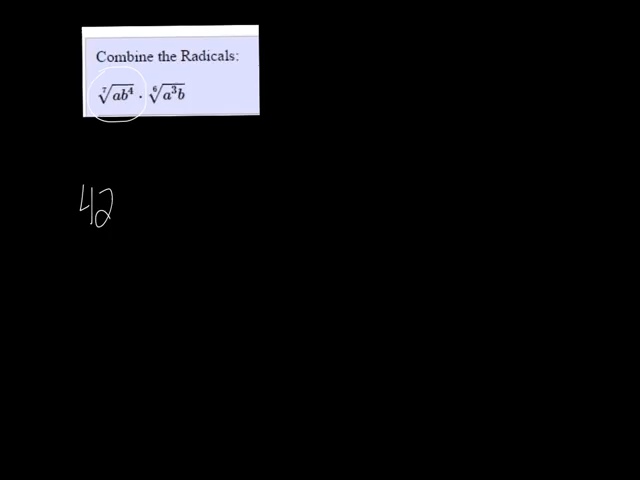 Combine the Radicals:
⁷√ab⁴ · ⁶√a³b
42